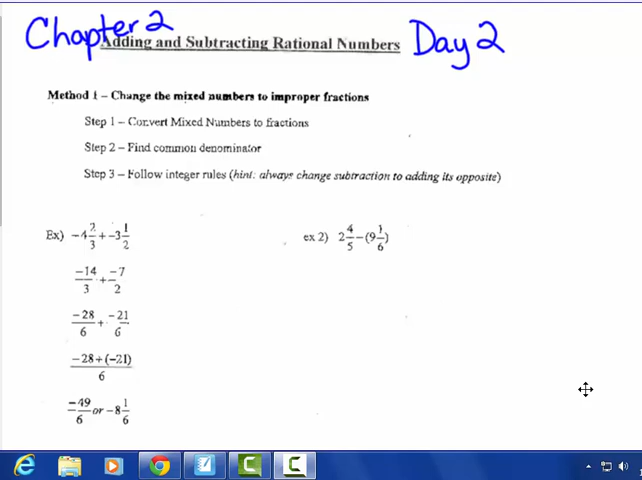 Chapter 2 Day 2
Adding and Subtracting Rational Numbers
Method 1 – Change the mixed numbers to improper fractions
Step 1 – Convert Mixed Numbers to fractions
Step 2 – Find common denominator
Step 3 – Follow integer rules (hint: always change subtraction to adding its opposite)
Ex) -4 2/3 + -3 1/2
ex 2) 2 4/5 – (9 1/6)
-14/3 + -7/2
-28/6 + -21/6
-28+(-21)/6
-49/6 or -8 1/6